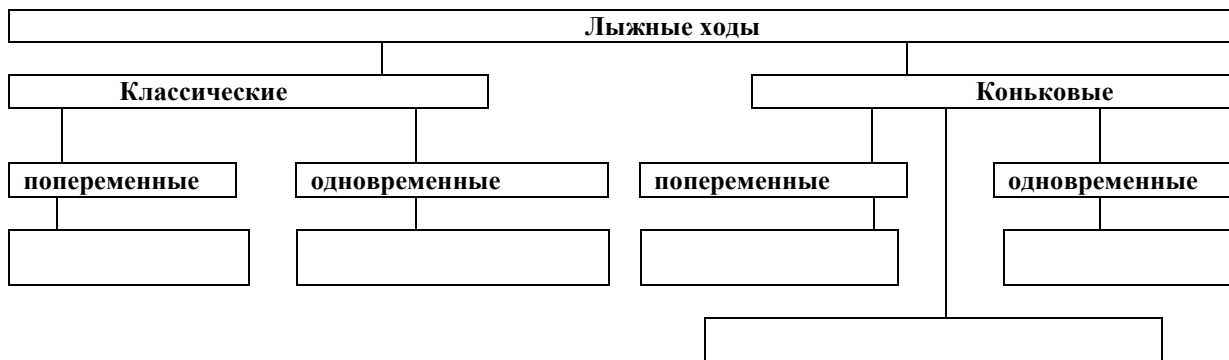 Лыжные ходы
Классические Коньковые
попеременные одновременные попеременные одновременные